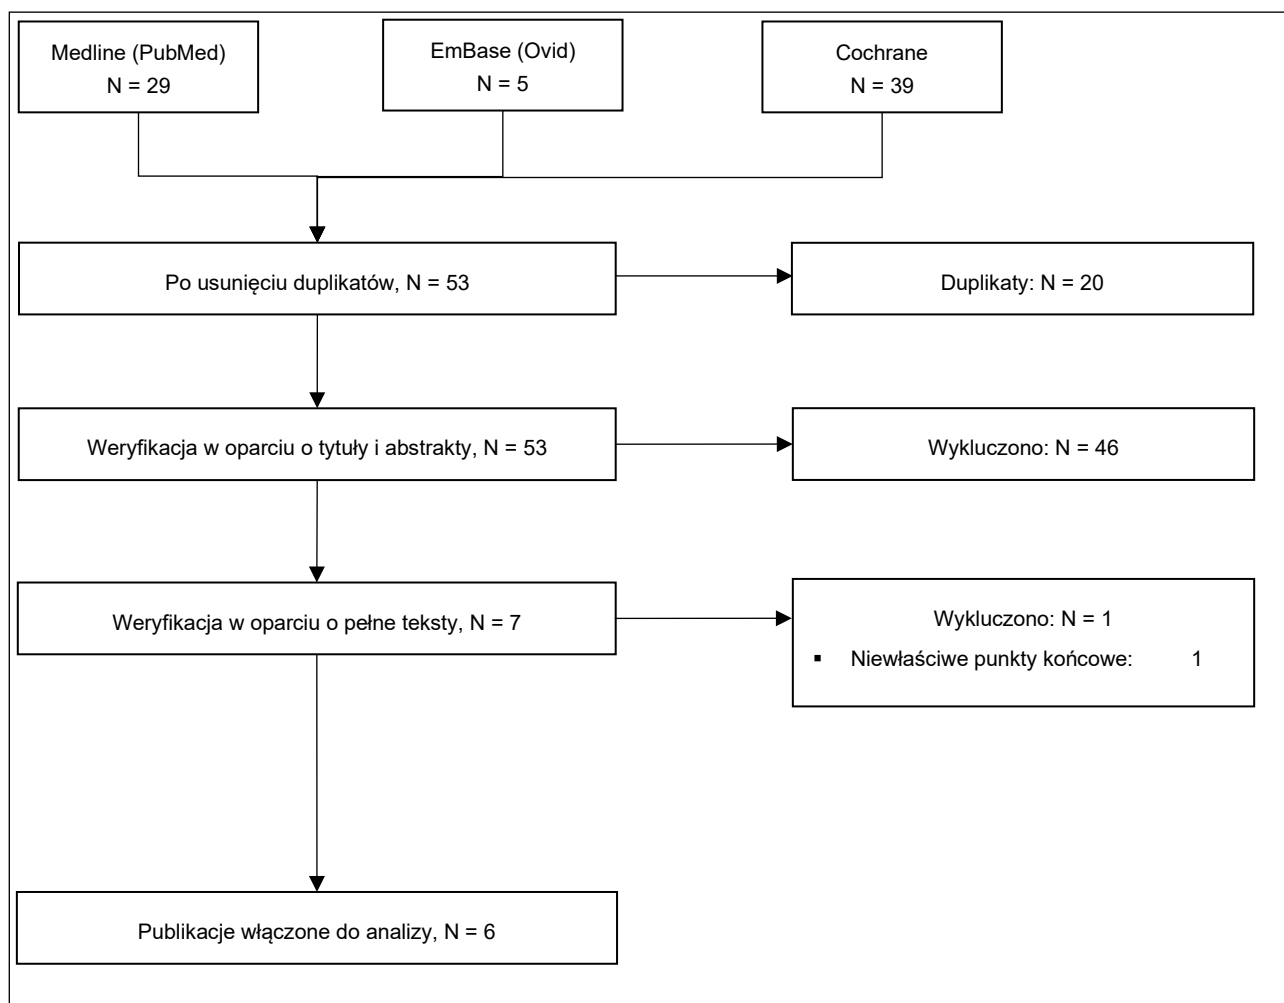 Medline (PubMed)
N = 29
EmBase (Ovid)
N = 5
Cochrane
N = 39
Po usunięciu duplikatów, N = 53
Duplikaty: N = 20
Weryfikacja w oparciu o tytuły i abstrakty, N = 53
Wykluczono: N = 46
Weryfikacja w oparciu o pełne teksty, N = 7
Wykluczono: N = 1
▪ Niewłaściwe punkty końcowe: 1
Publikacje włączone do analizy, N = 6